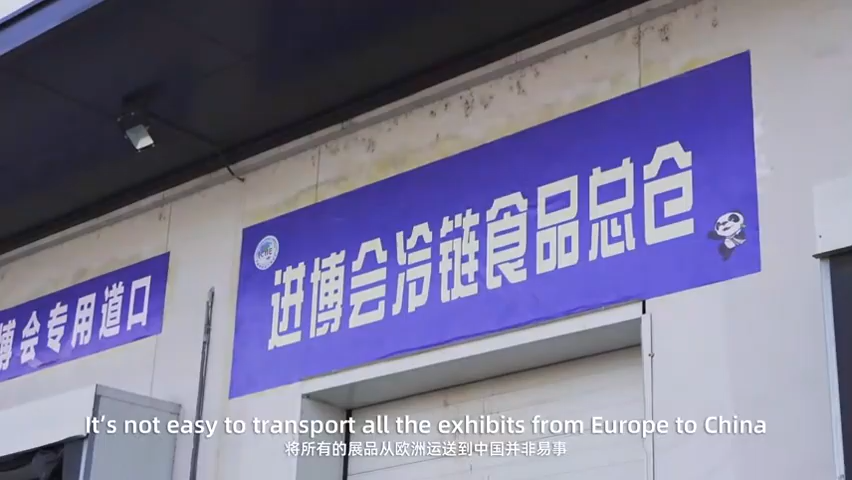 进博会冷链食品总仓
博会专用道口
It's not easy to transport all the exhibits from Europe to China
将所有的展品从欧洲运送到中国并非易事